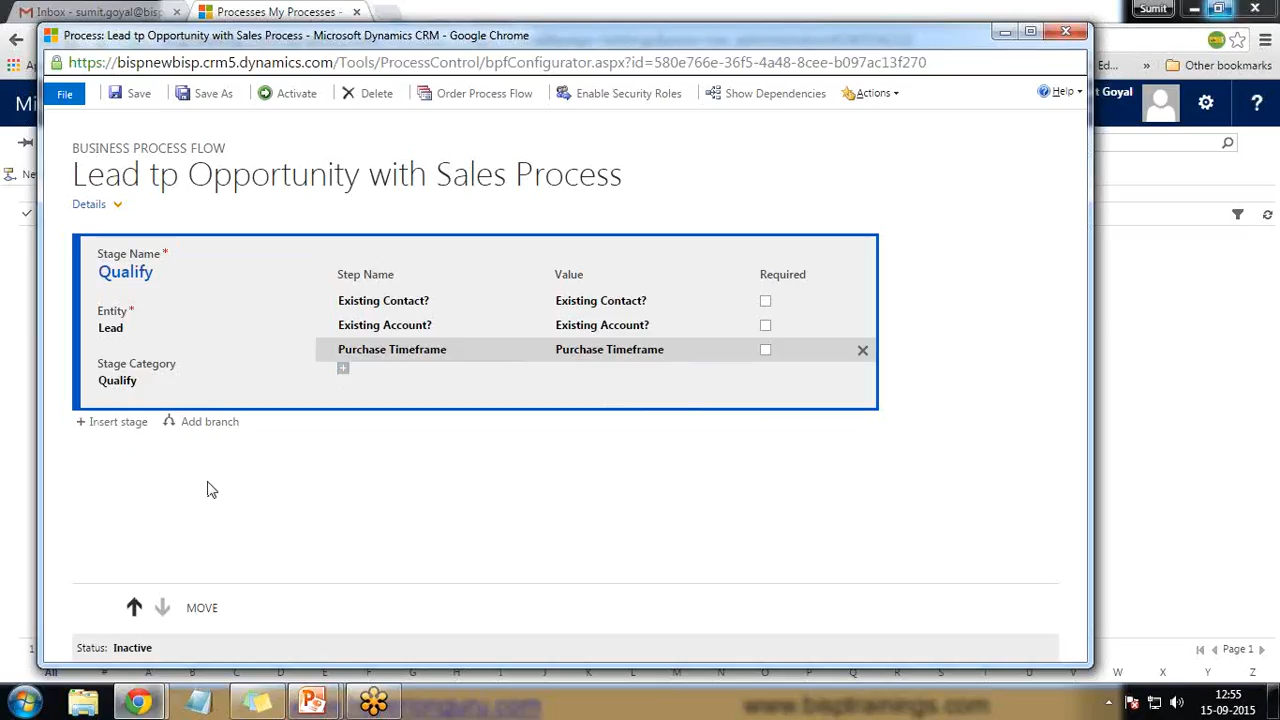 Inbox - sumit.goyal@bisp
Processes My Processes -
Sumit
Process: Lead tp Opportunity with Sales Process - Microsoft Dynamics CRM - Google Chrome
https://bispnewbisp.crm5.dynamics.com/Tools/ProcessControl/bpfConfigurator.aspx?id=580e766e-36f5-4a48-8cee-b097ac13f270
Ed...
»
Other bookmarks
File
Save
Save As
Activate
Delete
Order Process Flow
Enable Security Roles
Show Dependencies
Actions
Help
t Goyal
?
BUSINESS PROCESS FLOW
Lead tp Opportunity with Sales Process
Details
Stage Name *
Qualify
Step Name
Value
Required
Existing Contact?
Existing Contact?
Entity *
Lead
Existing Account?
Existing Account?
Purchase Timeframe
Purchase Timeframe
Stage Category
Qualify
+ Insert stage
Add branch
MOVE
Status: Inactive
1
Page 1
All # A B C D E F G H I J K L M N O P Q R S T U V W X Y Z
12:55
15-09-2015